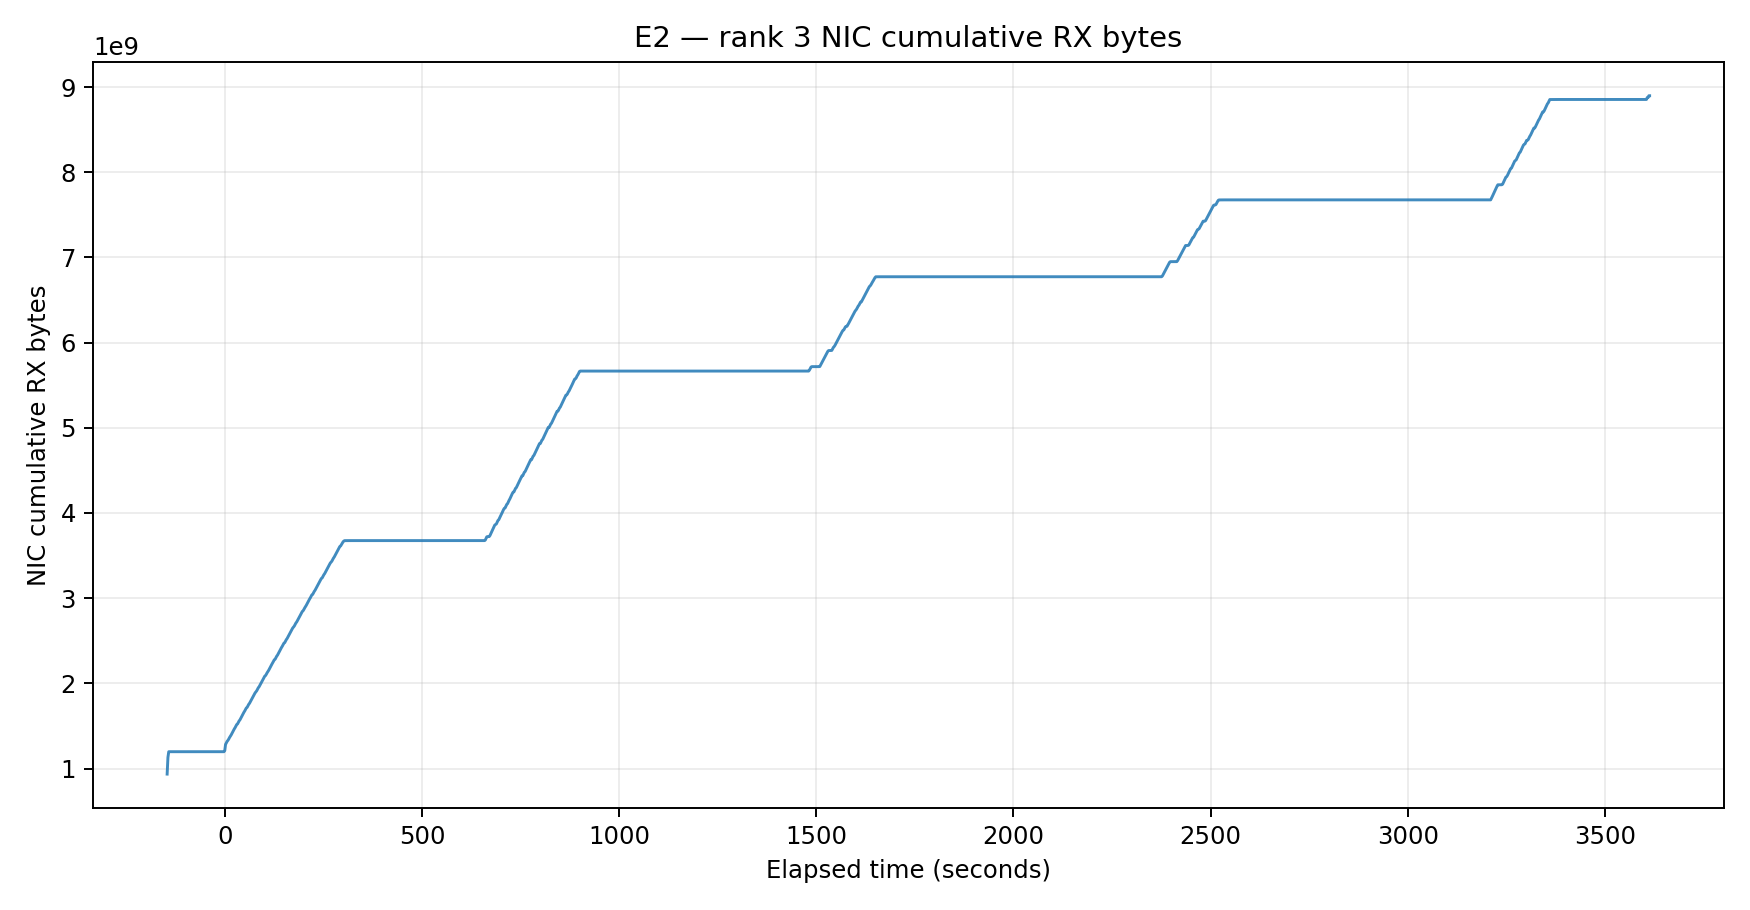 E2 — rank 3 NIC cumulative RX bytes
1e9
9
8
7
6
5
4
3
2
1
NIC cumulative RX bytes
0 500 1000 1500 2000 2500 3000 3500
Elapsed time (seconds)